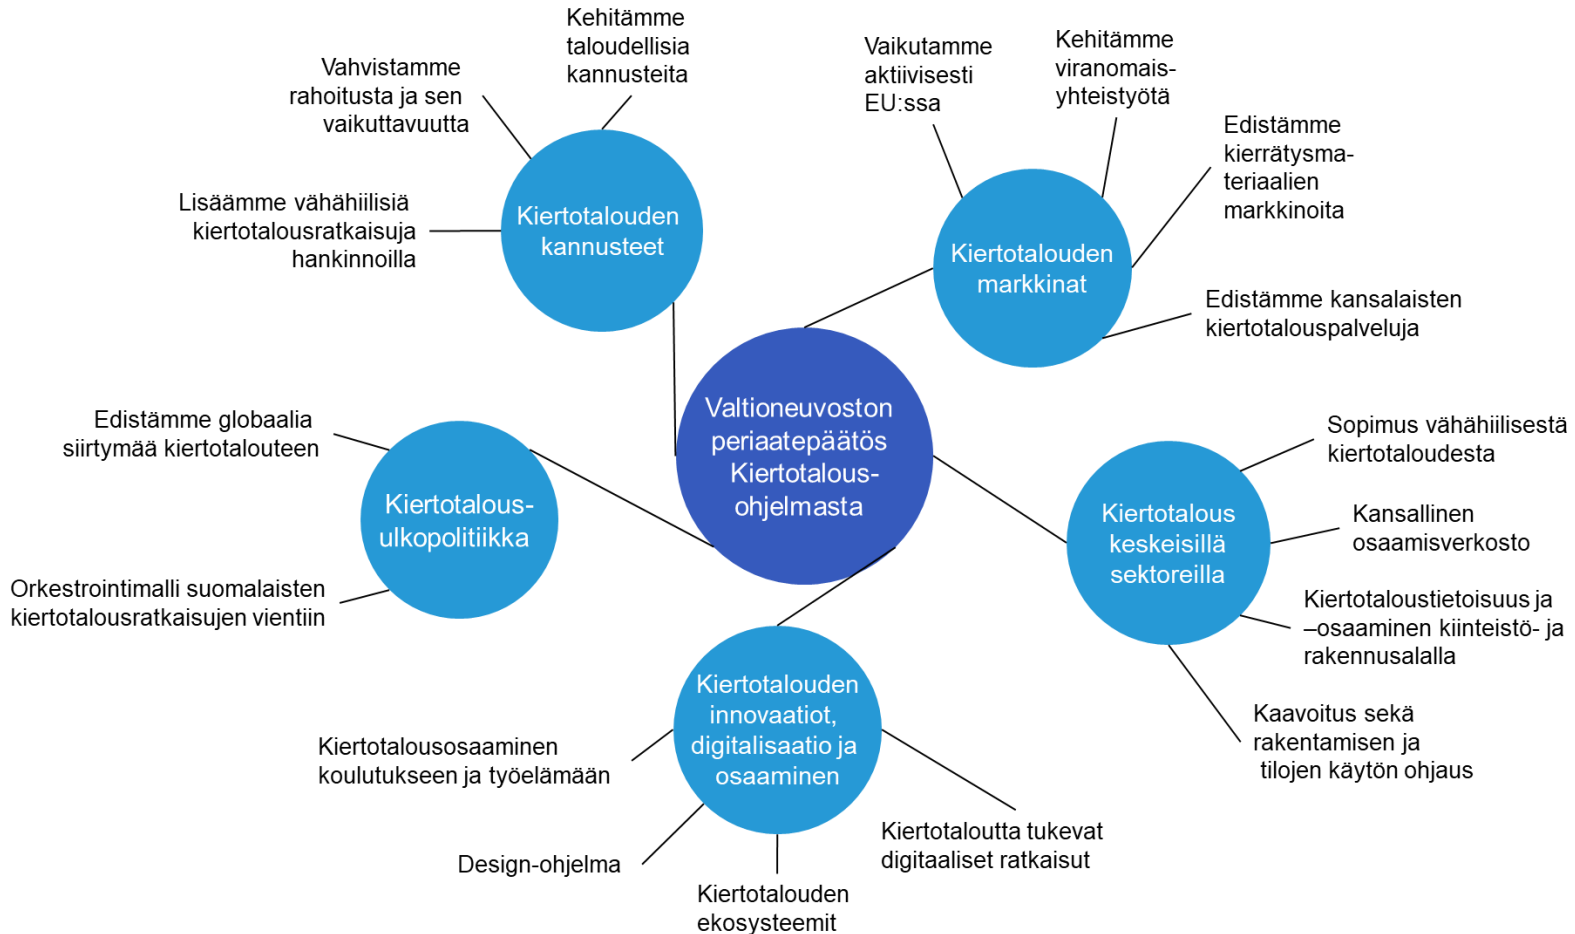 Kehitämme
taloudellisia
kannusteita
Vahvistamme
rahoitusta ja sen
vaikuttavuutta
Lisäämme vähähiilisiä
kiertotalousratkaisuja
hankinnoilla
Kiertotalouden
kannusteet
Vaikutamme
aktiivisesti
EU:ssa
Kehitämme
viranomais-
yhteistyötä
Edistämme
kierrätysma-
teriaalien
markkinoita
Edistämme kansalaisten
kiertotalouspalveluja
Kiertotalouden
markkinat
Valtioneuvoston
periaatepäätös
Kiertotalous-
ohjelmasta
Edistämme globaalia
siirtymää kiertotalouteen
Kiertotalous-
ulkopolitiikka
Orkestrointimalli suomalaisten
kiertotalousratkaisujen vientiin
Sopimus vähähiilisestä
kiertotaloudesta
Kiertotalous
keskeisillä
sektoreilla
Kansallinen
osaamisverkosto
Kiertotaloustietoisuus ja
–osaaminen kiinteistö- ja
rakennusalalla
Kaavoitus sekä
rakentamisen ja
tilojen käytön ohjaus
Kiertotalouden
innovaatiot,
digitalisaatio ja
osaaminen
Kiertotalousosaaminen
koulutukseen ja työelämään
Design-ohjelma
Kiertotalouden
ekosysteemit
Kiertotaloutta tukevat
digitaaliset ratkaisut